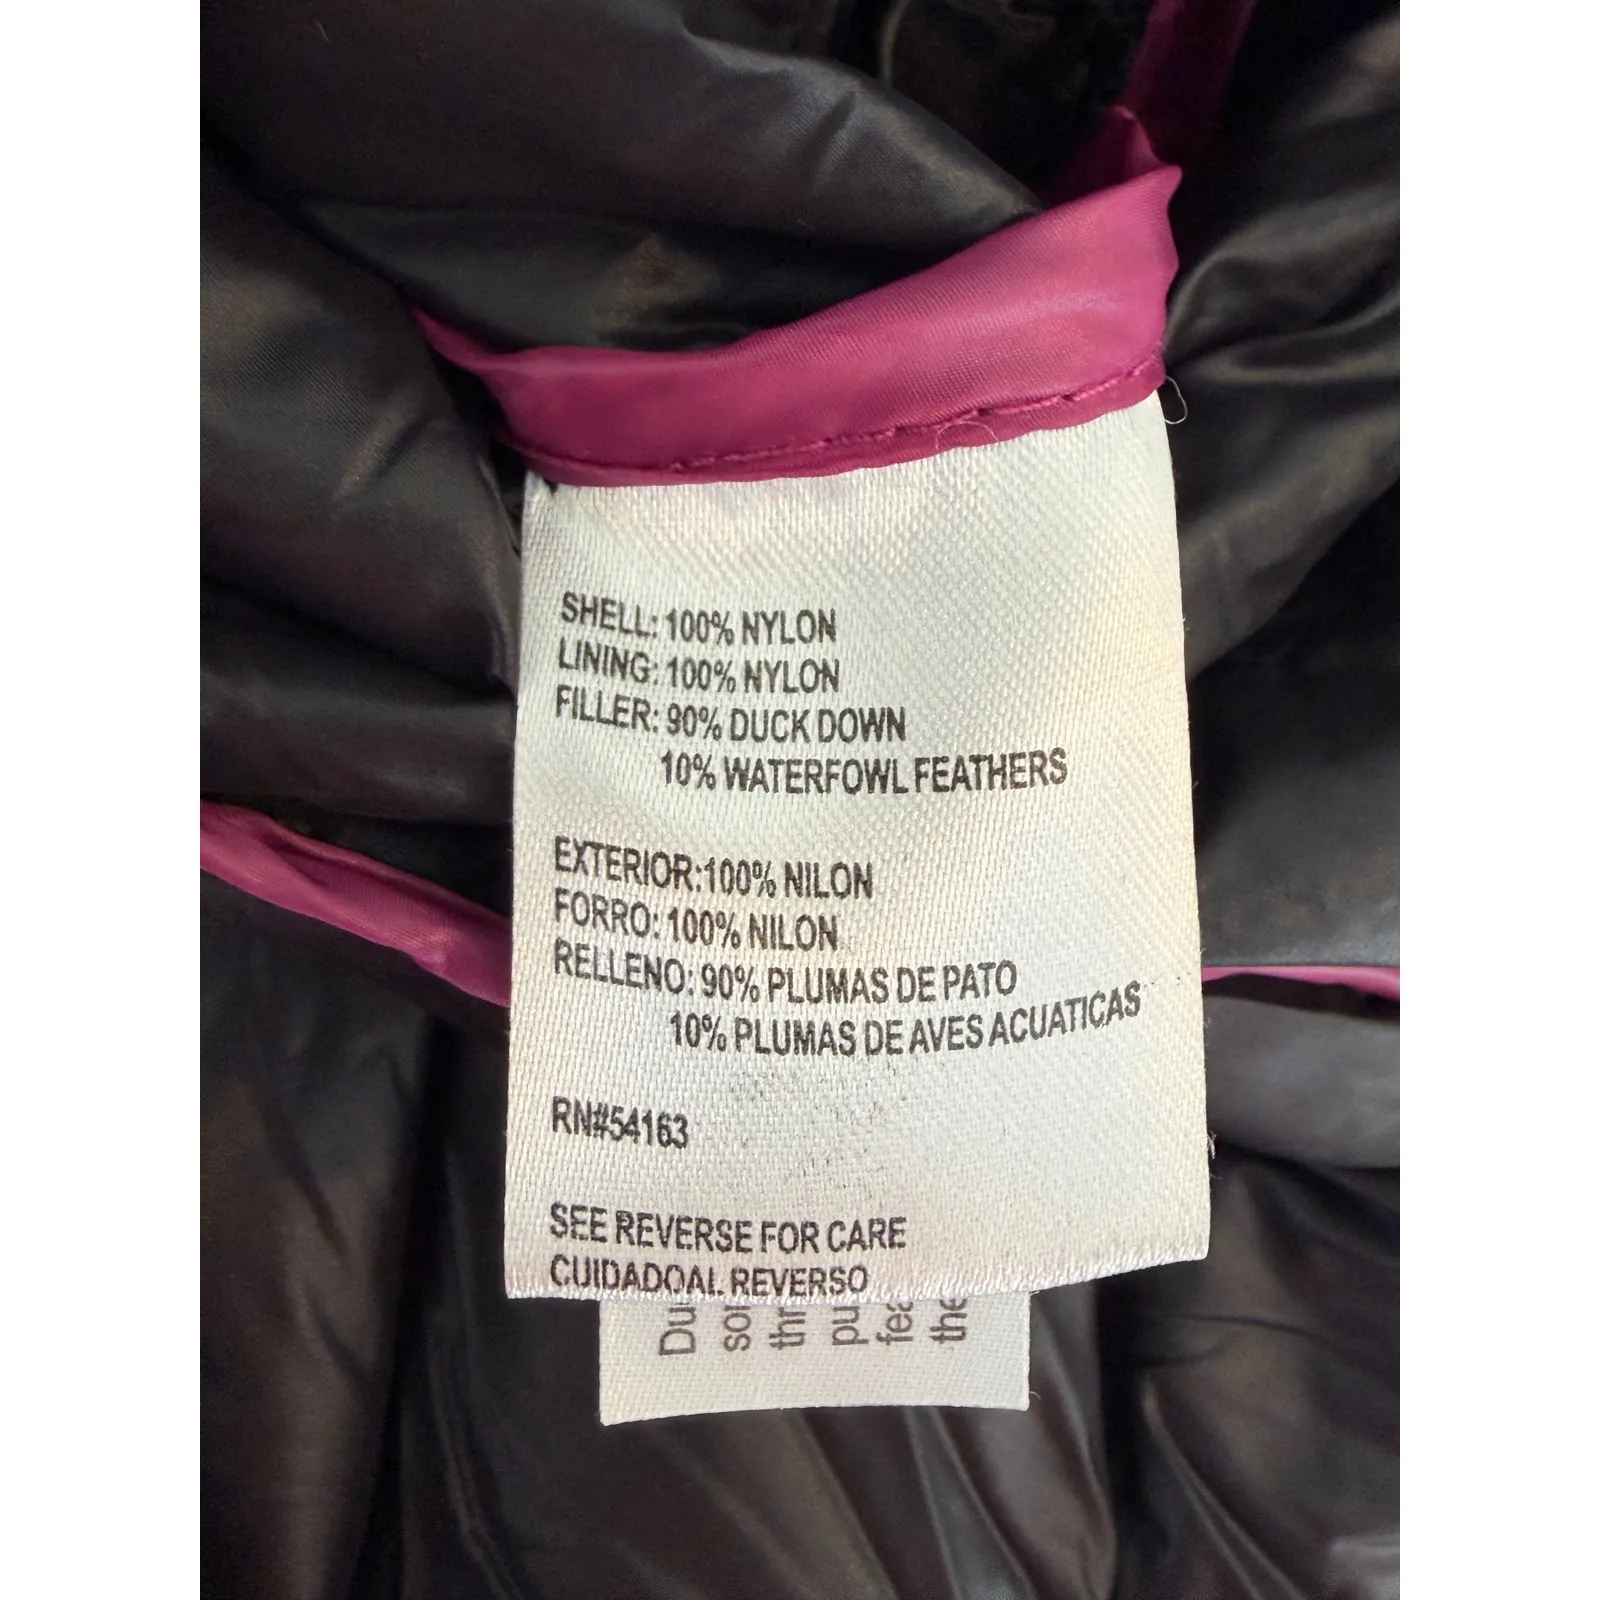 SHELL: 100% NYLON
LINING: 100% NYLON
FILLER: 90% DUCK DOWN
10% WATERFOWL FEATHERS
EXTERIOR:100% NILON
FORRO: 100% NILON
RELLENO: 90% PLUMAS DE PATO
10% PLUMAS DE AVES ACUATICAS
RN#54163
SEE REVERSE FOR CARE
CUIDADOAL REVERSO